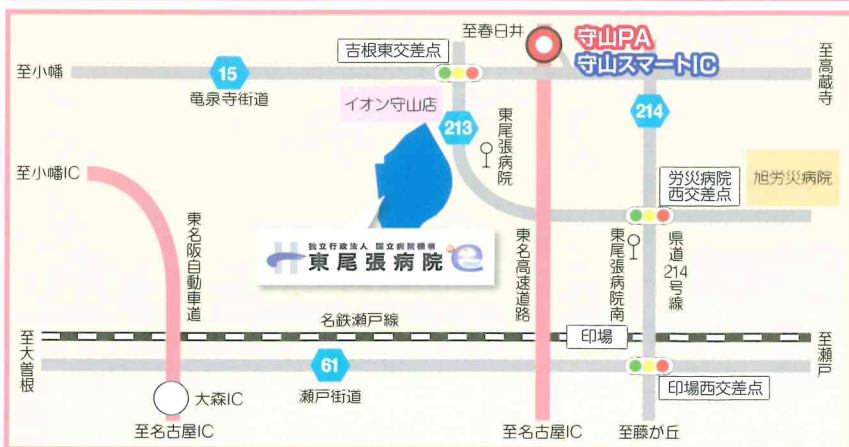 至春日井
守山PA
守山スマートIC
吉根東交差点
至高蔵寺
至小幡
15
竜泉寺街道
イオン守山店
213
東尾張病院
214
至小幡IC
労災病院
西交差点
旭労災病院
独立行政法人 国立病院機構
東尾張病院
東名阪自動車道
東名高速道路
東尾張病院南
県道214号線
名鉄瀬戸線
印場
至大曽根
至瀬戸
61
瀬戸街道
大森IC
印場西交差点
至名古屋IC
至名古屋IC
至藤が丘